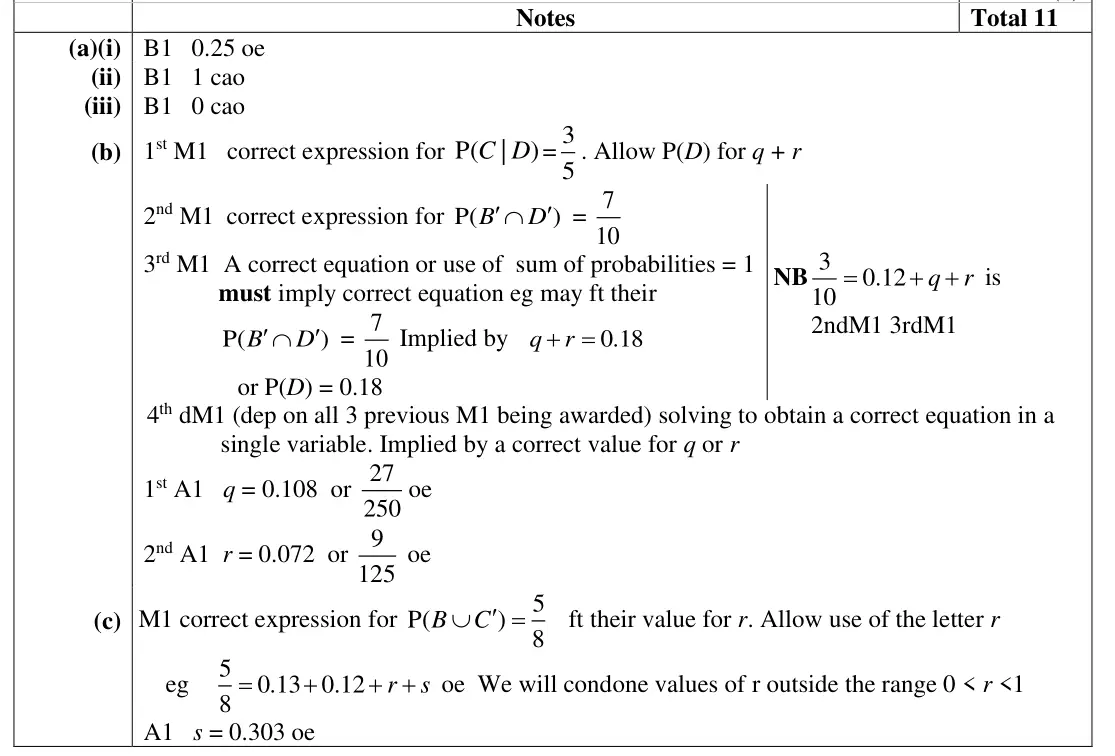 Notes Total 11
(a)(i) B1 0.25 oe
(ii) B1 1 cao
(iii) B1 0 cao
(b) 1st M1 correct expression for P(C | D) = 3/5 . Allow P(D) for q + r
2nd M1 correct expression for P(B′ ∩ D′) = 7/10
3rd M1 A correct equation or use of sum of probabilities = 1
must imply correct equation eg may ft their
P(B′ ∩ D′) = 7/10 Implied by q + r = 0.18
or P(D) = 0.18
NB 3/10 = 0.12 + q + r is
2ndM1 3rdM1
4th dM1 (dep on all 3 previous M1 being awarded) solving to obtain a correct equation in a
single variable. Implied by a correct value for q or r
1st A1 q = 0.108 or 27/250 oe
2nd A1 r = 0.072 or 9/125 oe
(c) M1 correct expression for P(B ∪ C′) = 5/8 ft their value for r. Allow use of the letter r
eg 5/8 = 0.13 + 0.12 + r + s oe We will condone values of r outside the range 0 < r <1
A1 s = 0.303 oe